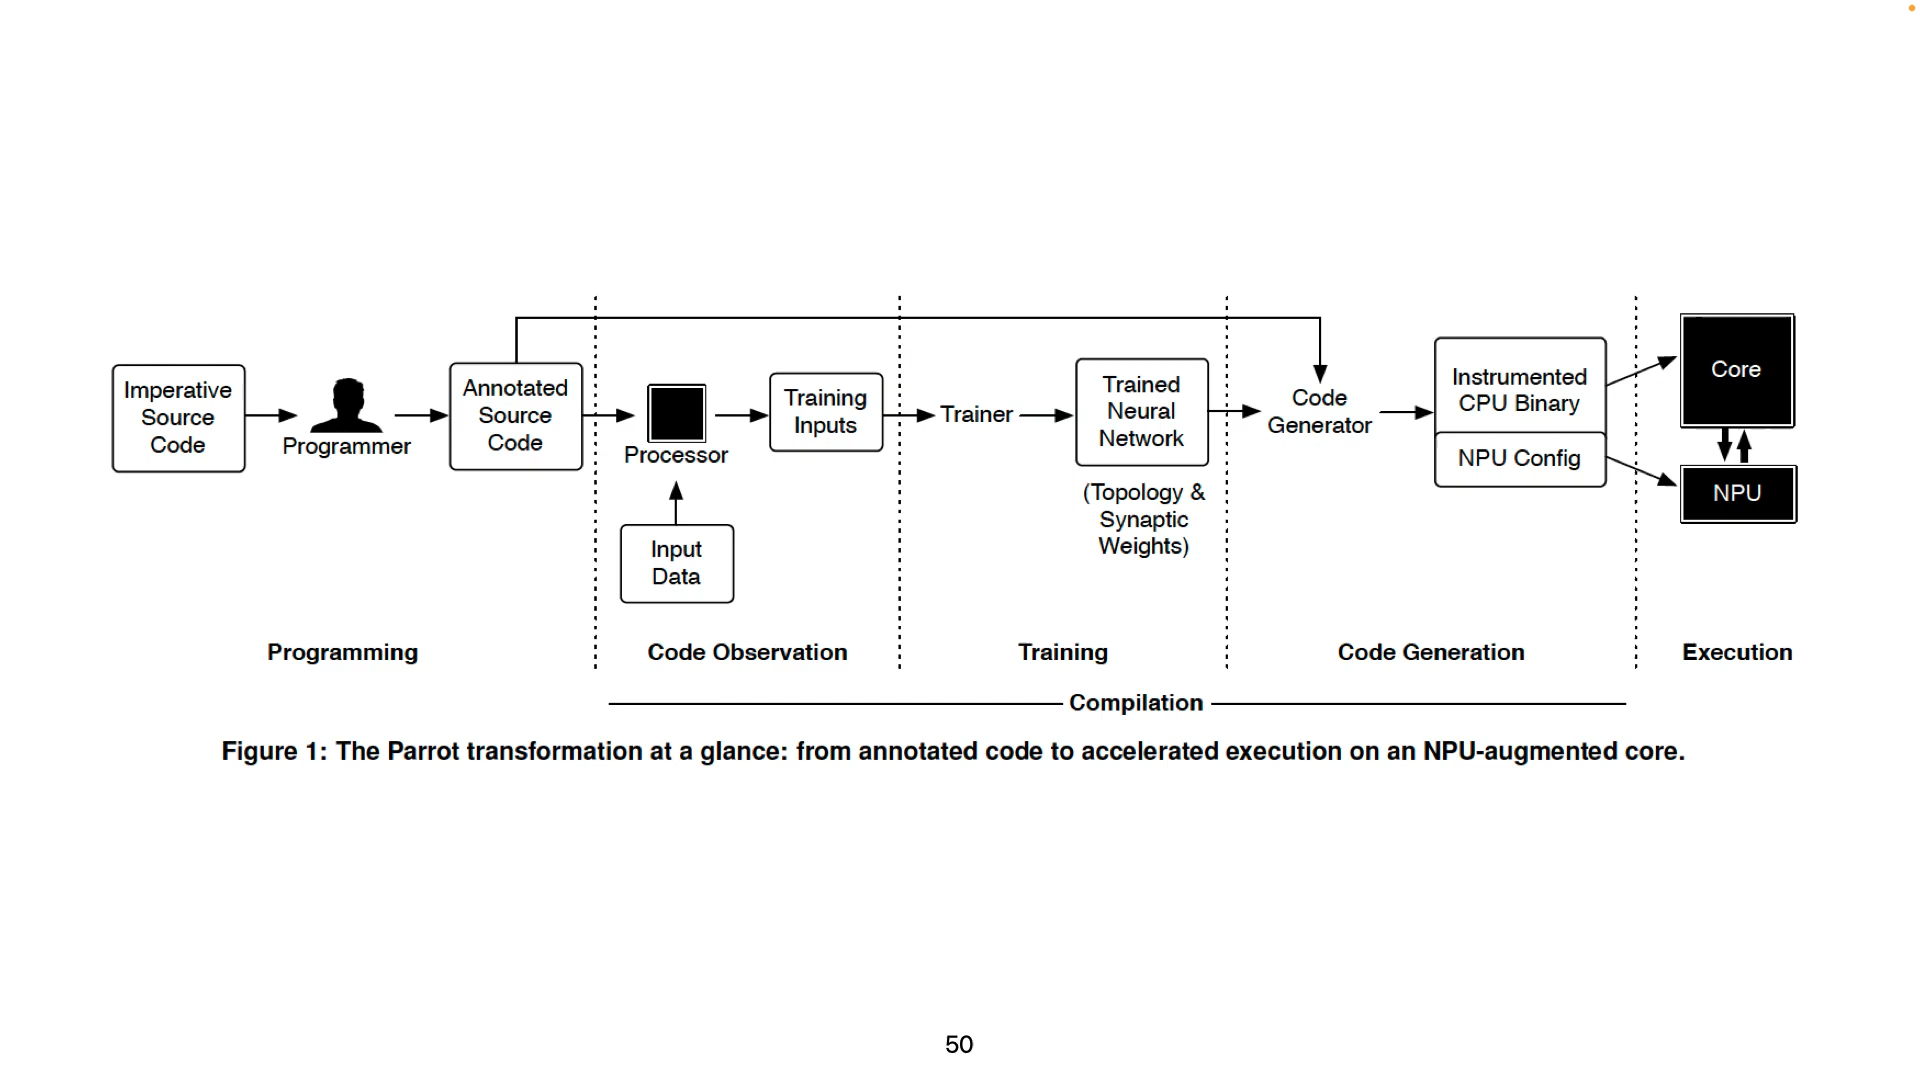 Imperative
Source
Code
Programmer
Annotated
Source
Code
Processor
Input
Data
Training
Inputs
Trainer
Trained
Neural
Network
(Topology &
Synaptic
Weights)
Code
Generator
Instrumented
CPU Binary
NPU Config
Core
NPU
Programming
Code Observation
Training
Code Generation
Execution
Compilation
Figure 1: The Parrot transformation at a glance: from annotated code to accelerated execution on an NPU-augmented core.
50